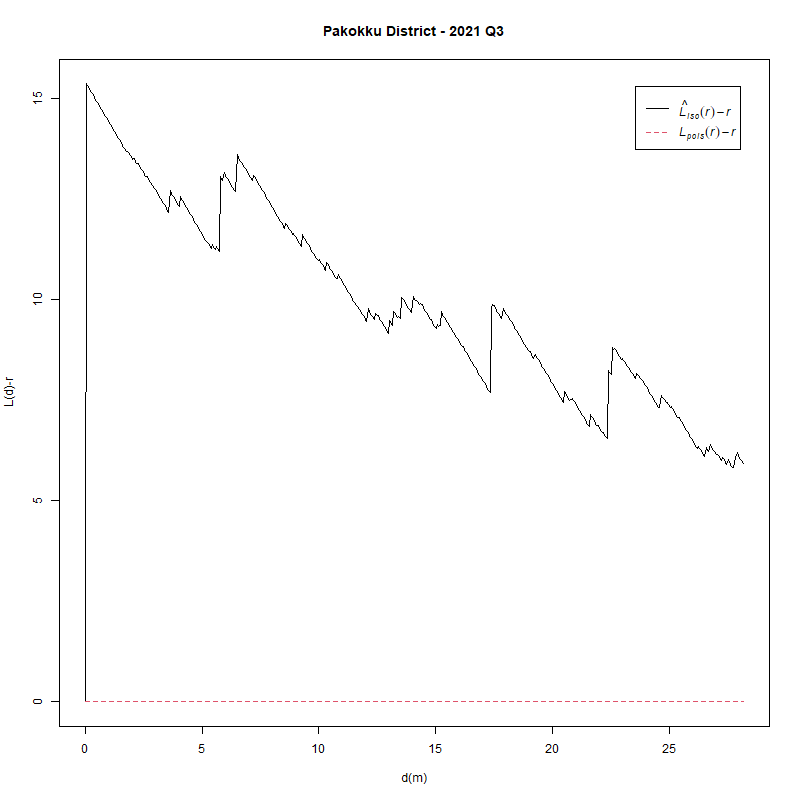 Pakokku District - 2021 Q3
L̂iso(r) − r
Lpois(r) − r
L(d)-r
15
10
5
0
0 5 10 15 20 25
d(m)